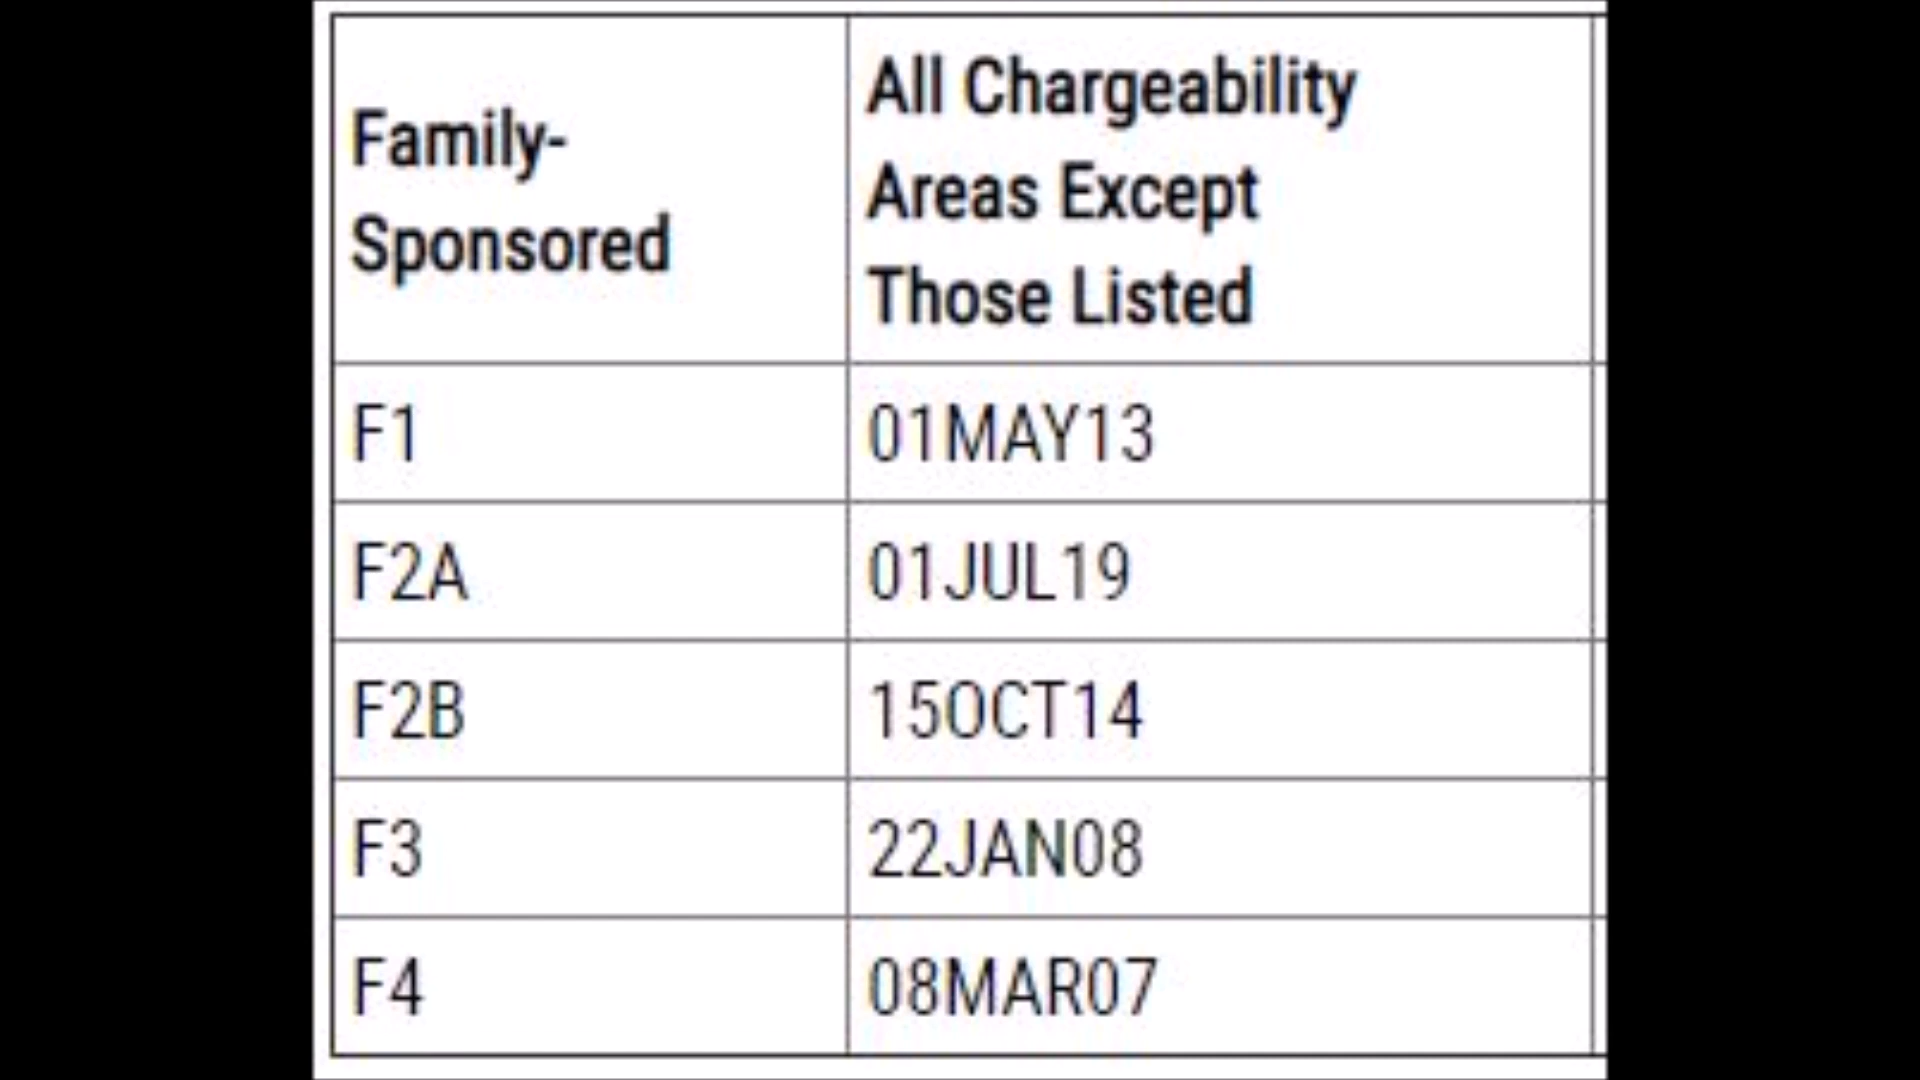 Family-
Sponsored
All Chargeability
Areas Except
Those Listed
F1
01MAY13
F2A
01JUL19
F2B
15OCT14
F3
22JAN08
F4
08MAR07